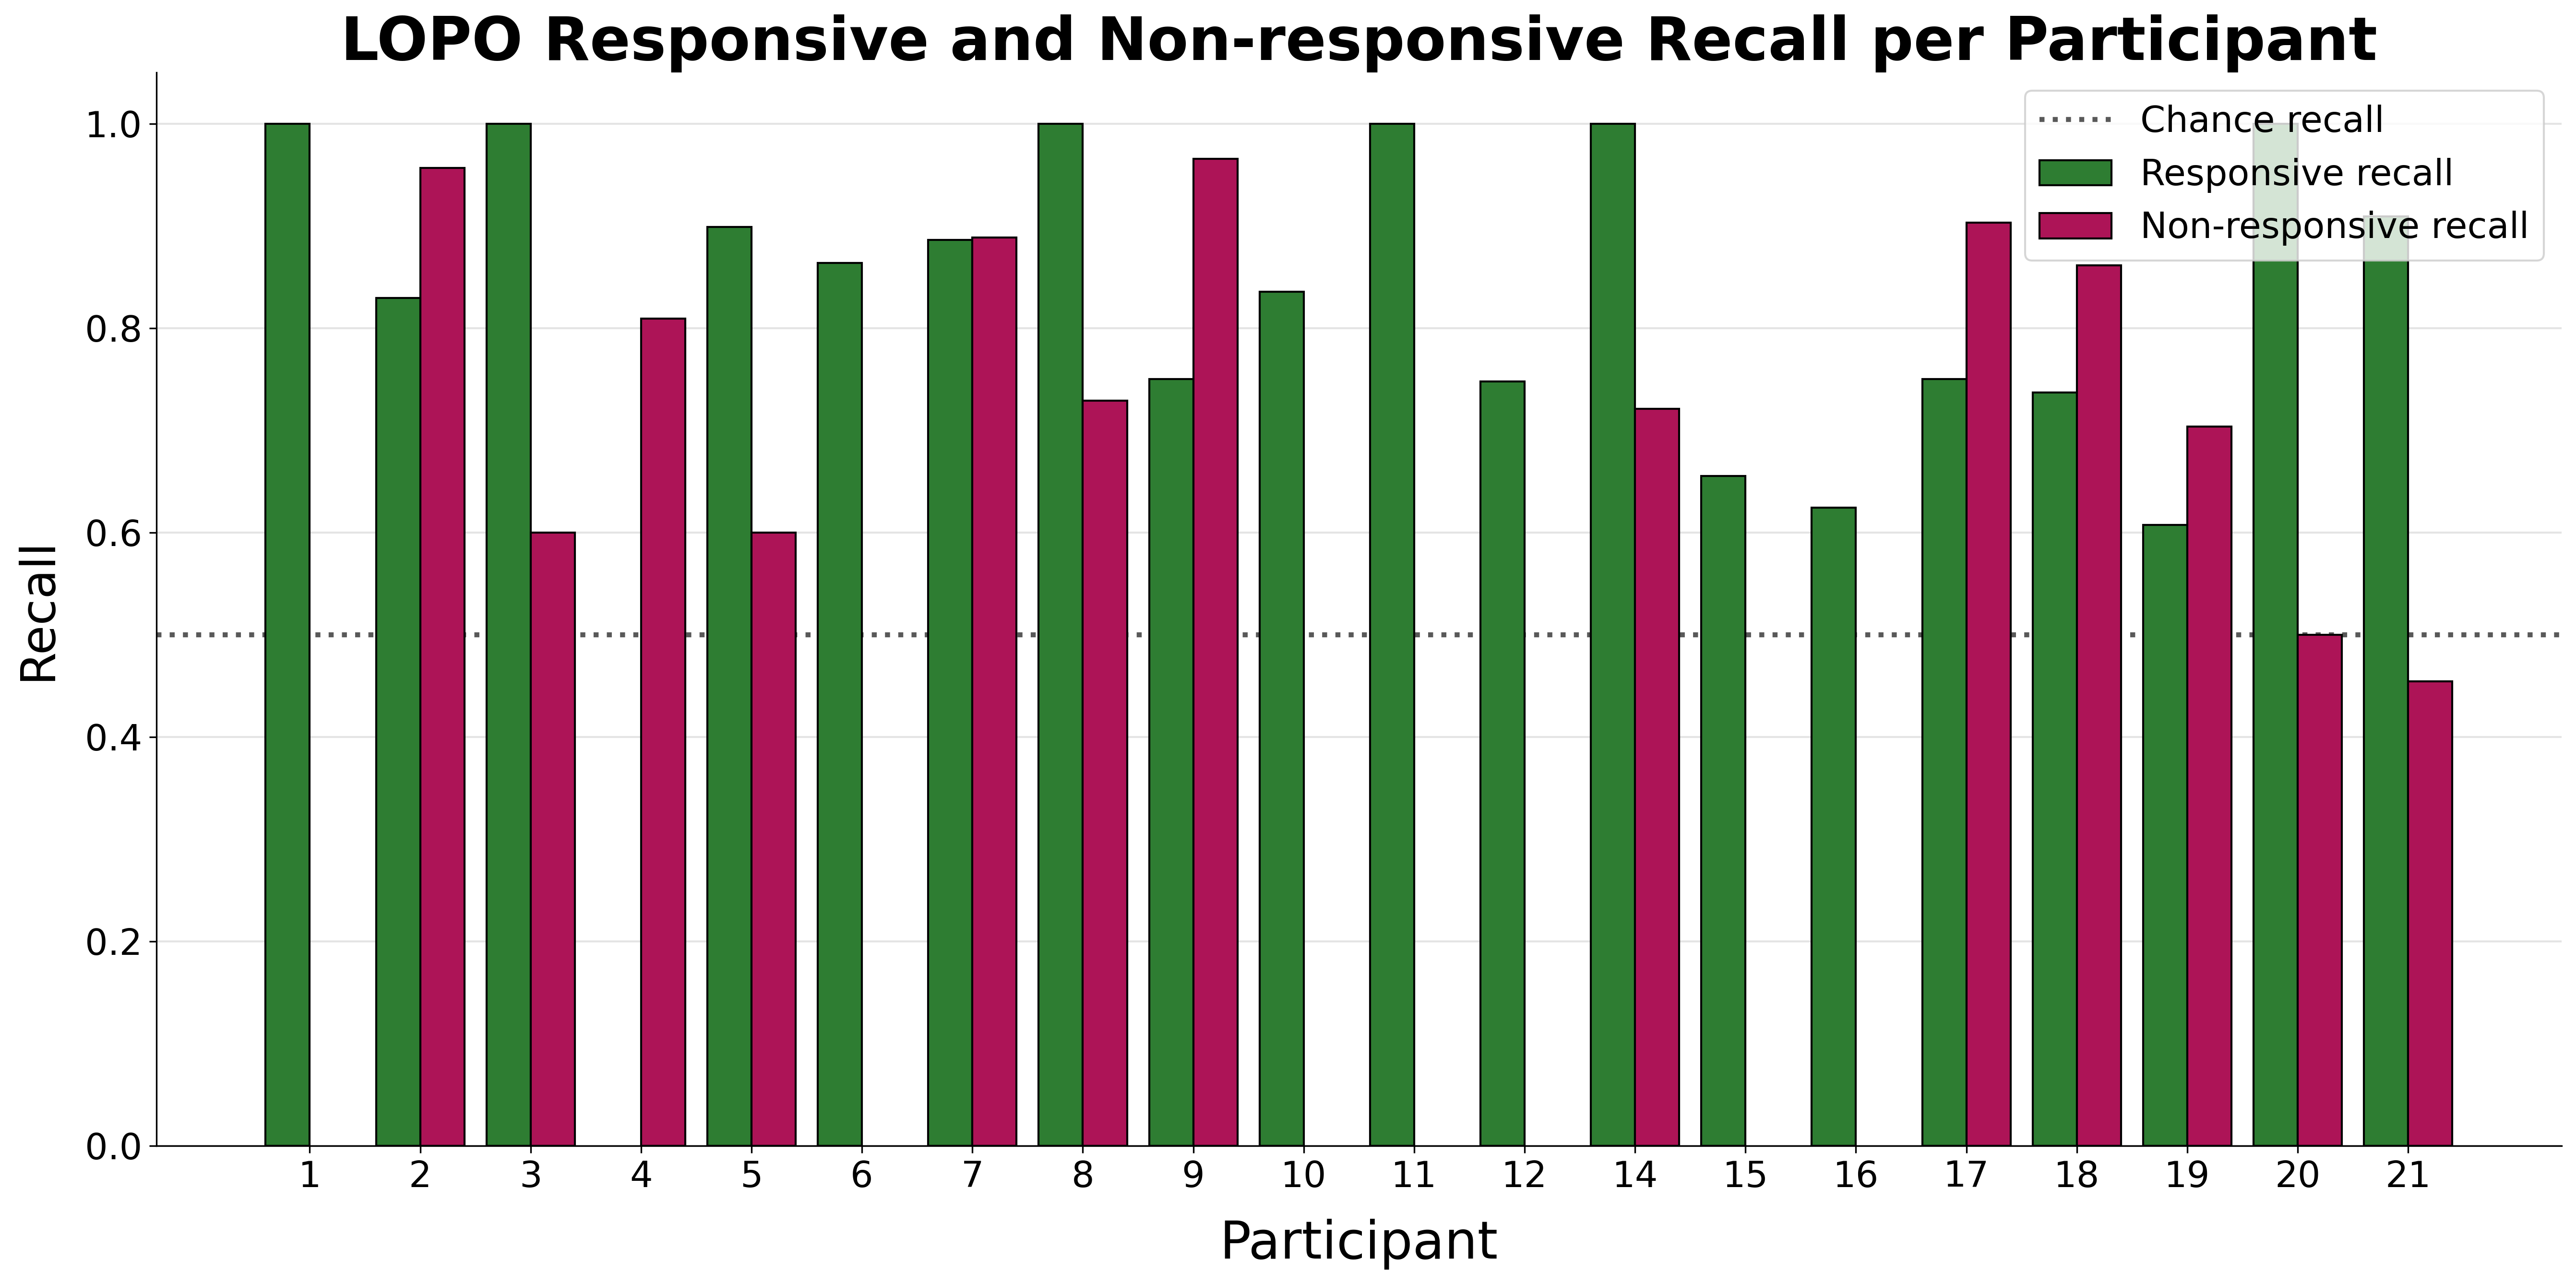 LOPO Responsive and Non-responsive Recall per Participant
Chance recall
Responsive recall
Non-responsive recall
Recall
1.0
0.8
0.6
0.4
0.2
0.0
1 2 3 4 5 6 7 8 9 10 11 12 14 15 16 17 18 19 20 21
Participant